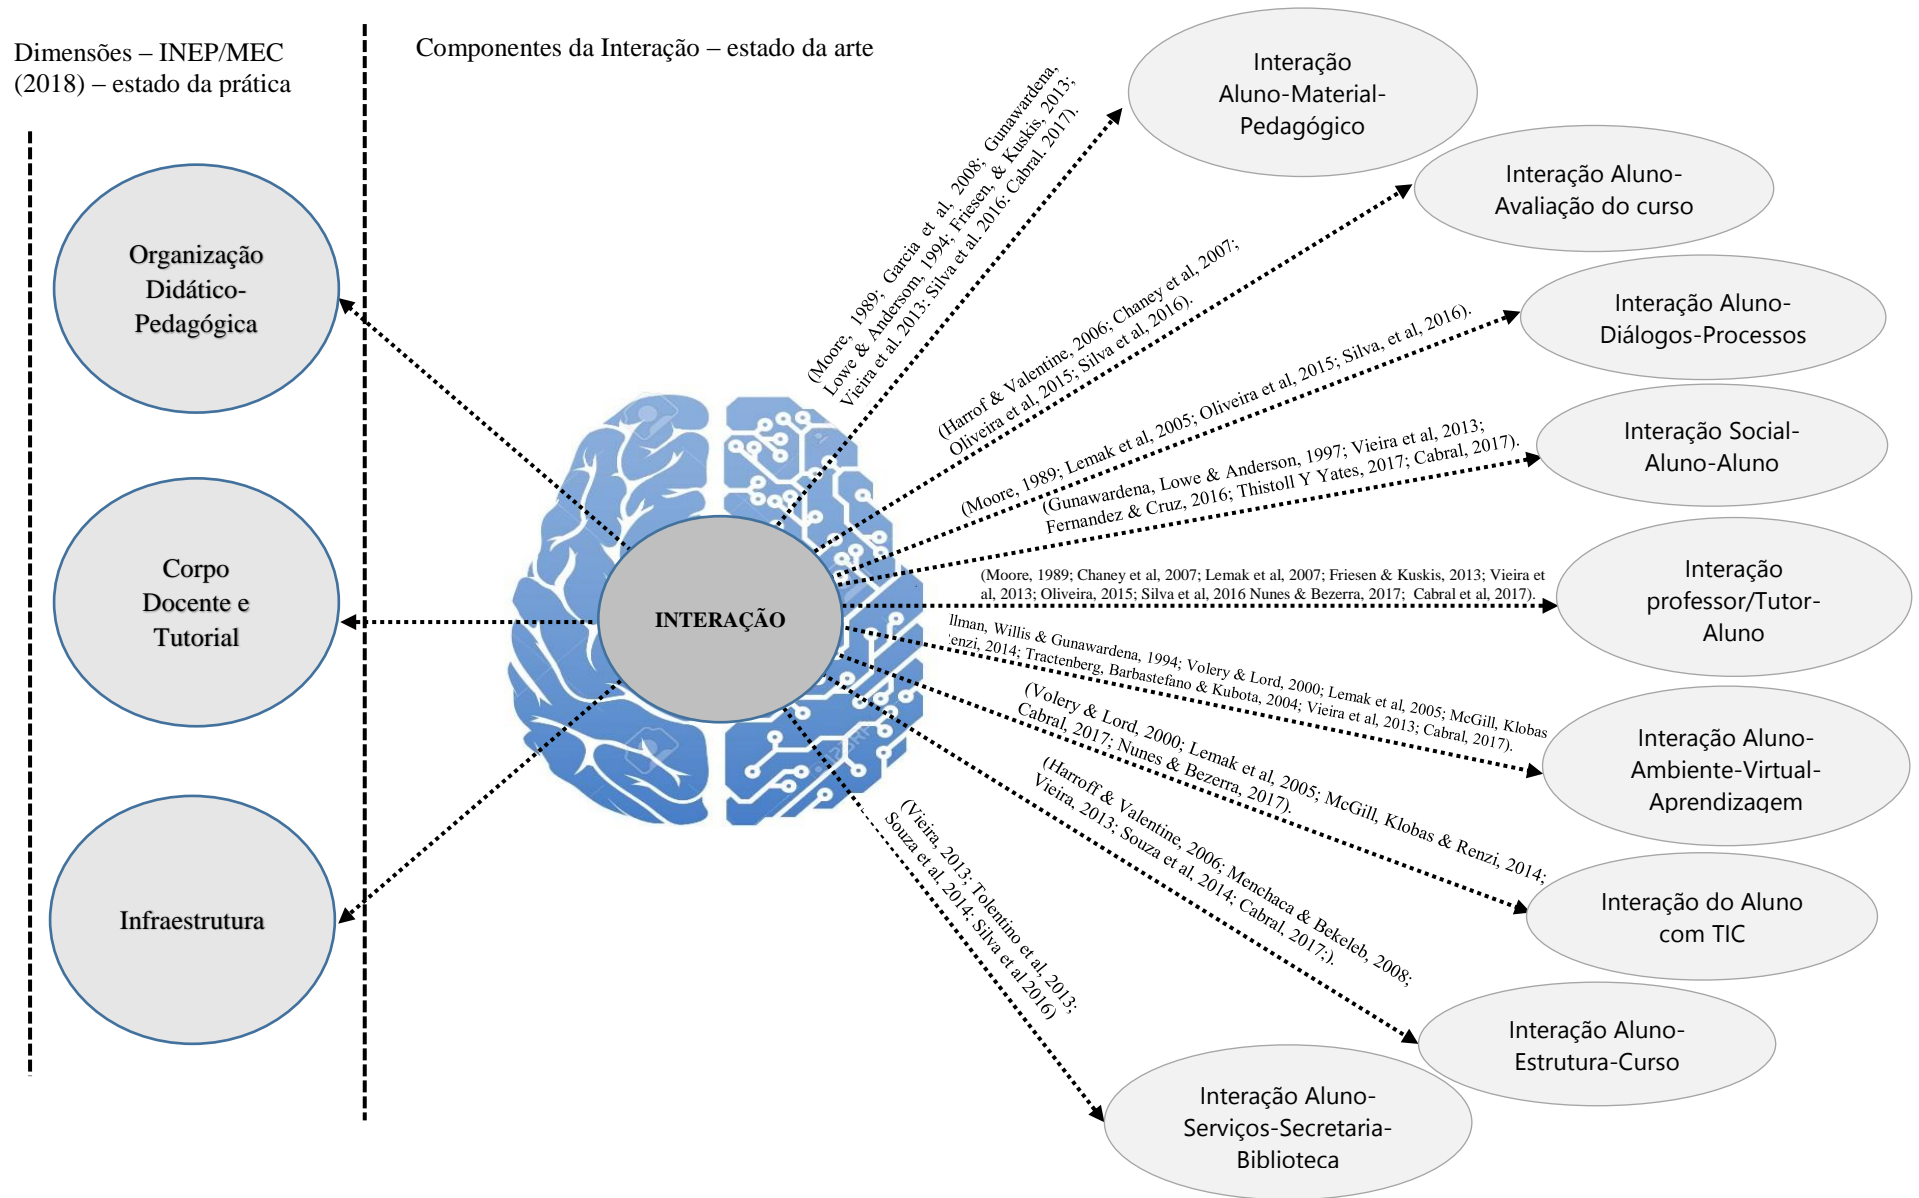 Dimensões – INEP/MEC
(2018) – estado da prática
Componentes da Interação – estado da arte
Organização
Didático-
Pedagógica
Corpo
Docente e
Tutorial
Infraestrutura
INTERAÇÃO
(Moore, 1989; Garcia et al, 2008; Gunawardena,
Lowe & Andersom, 1994; Friesen, & Kuskis, 2013;
Vieira et al. 2013: Silva et al. 2016: Cabral. 2017).
Interação
Aluno-Material-
Pedagógico
(Harrof & Valentine, 2006; Chaney et al, 2007;
Oliveira et al, 2015; Silva et al, 2016).
Interação Aluno-
Avaliação do curso
(Moore, 1989; Lemak et al, 2005; Oliveira et al, 2015; Silva, et al, 2016).
Interação Aluno-
Diálogos-Processos
(Gunawardena, Lowe & Anderson, 1997; Vieira et al, 2013;
Fernandez & Cruz, 2016; Thistoll Y Yates, 2017; Cabral, 2017).
Interação Social-
Aluno-Aluno
(Moore, 1989; Chaney et al, 2007; Lemak et al, 2007; Friesen & Kuskis, 2013; Vieira et
al, 2013; Oliveira, 2015; Silva et al, 2016 Nunes & Bezerra, 2017; Cabral et al, 2017).
Interação
professor/Tutor-
Aluno
llman, Willis & Gunawardena, 1994; Volery & Lord, 2000; Lemak et al, 2005; McGill, Klobas
enzi, 2014; Tractenberg, Barbastefano & Kubota, 2004; Vieira et al, 2013; Cabral, 2017).
Interação Aluno-
Ambiente-Virtual-
Aprendizagem
(Volery & Lord, 2000; Lemak et al, 2005; McGill, Klobas & Renzi, 2014;
Cabral, 2017; Nunes & Bezerra, 2017).
Interação do Aluno
com TIC
(Harroff & Valentine, 2006; Menchaca & Bekeleb, 2008;
Vieira, 2013; Souza et al, 2014; Cabral, 2017;).
Interação Aluno-
Estrutura-Curso
(Vieira, 2013; Tolentino et al, 2013;
Souza et al, 2014; Silva et al 2016)
Interação Aluno-
Serviços-Secretaria-
Biblioteca